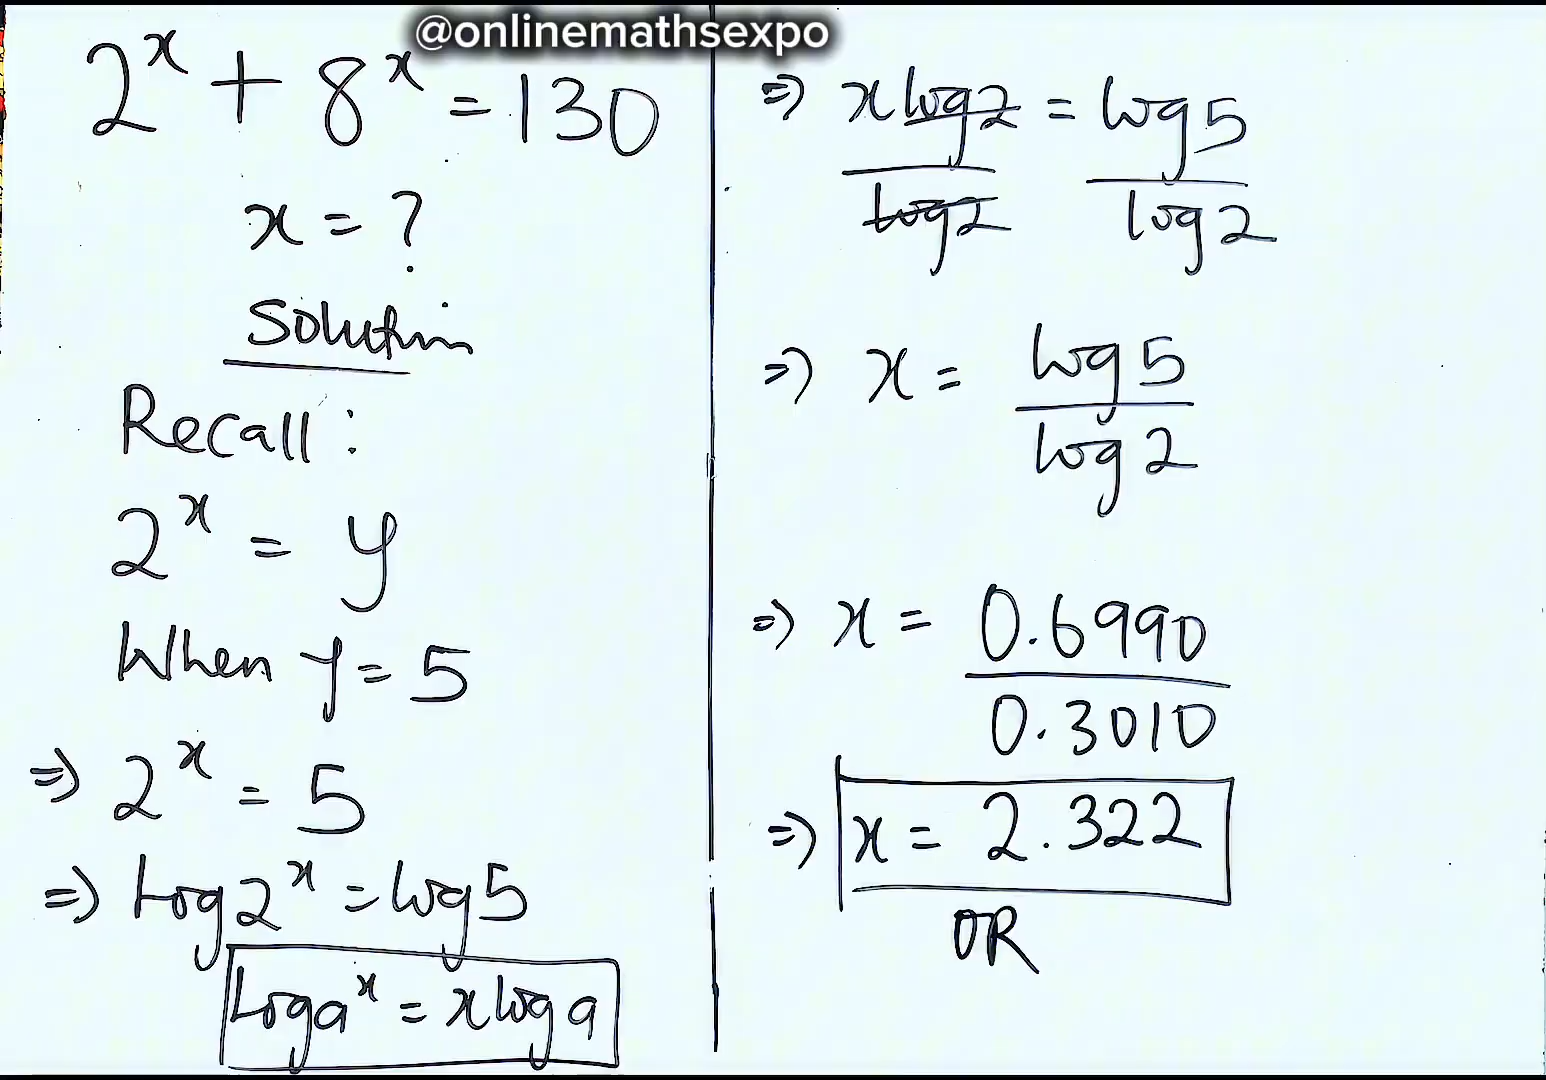 @onlinemathsexpo
2^x + 8^x = 130
x = ?
Solution
Recall:
2^x = y
When y = 5
⇒ 2^x = 5
⇒ Log2^x = log5
Loga^x = xloga
⇒ xlog2/log2 = log5/log2
⇒ x = log5/log2
⇒ x = 0.6990/0.3010
⇒ x = 2.322
OR